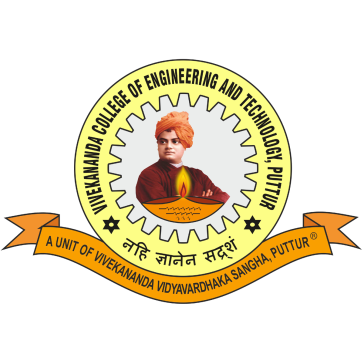 VIVEKANANDA COLLEGE OF ENGINEERING AND TECHNOLOGY, PUTTUR
नहि ज्ञानेन सद्र्शं
A UNIT OF VIVEKANANDA VIDYAVARDHAKA SANGHA, PUTTUR®